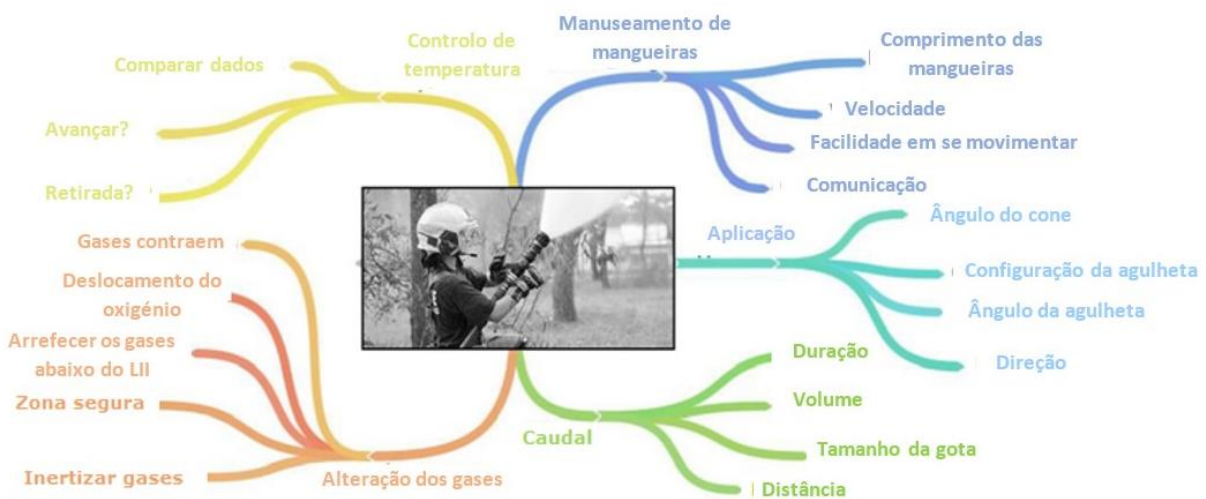 Controlo de
temperatura
Comparar dados
Avançar?
Retirada?
Manuseamento de
mangueiras
Comprimento das
mangueiras
Velocidade
Facilidade em se movimentar
Comunicação
Aplicação
Ângulo do cone
Configuração da agulheta
Ângulo da agulheta
Direção
Caudal
Duração
Volume
Tamanho da gota
Distância
Alteração dos gases
Gases contraem
Deslocamento do
oxigénio
Arrefecer os gases
abaixo do LII
Zona segura
Inertizar gases